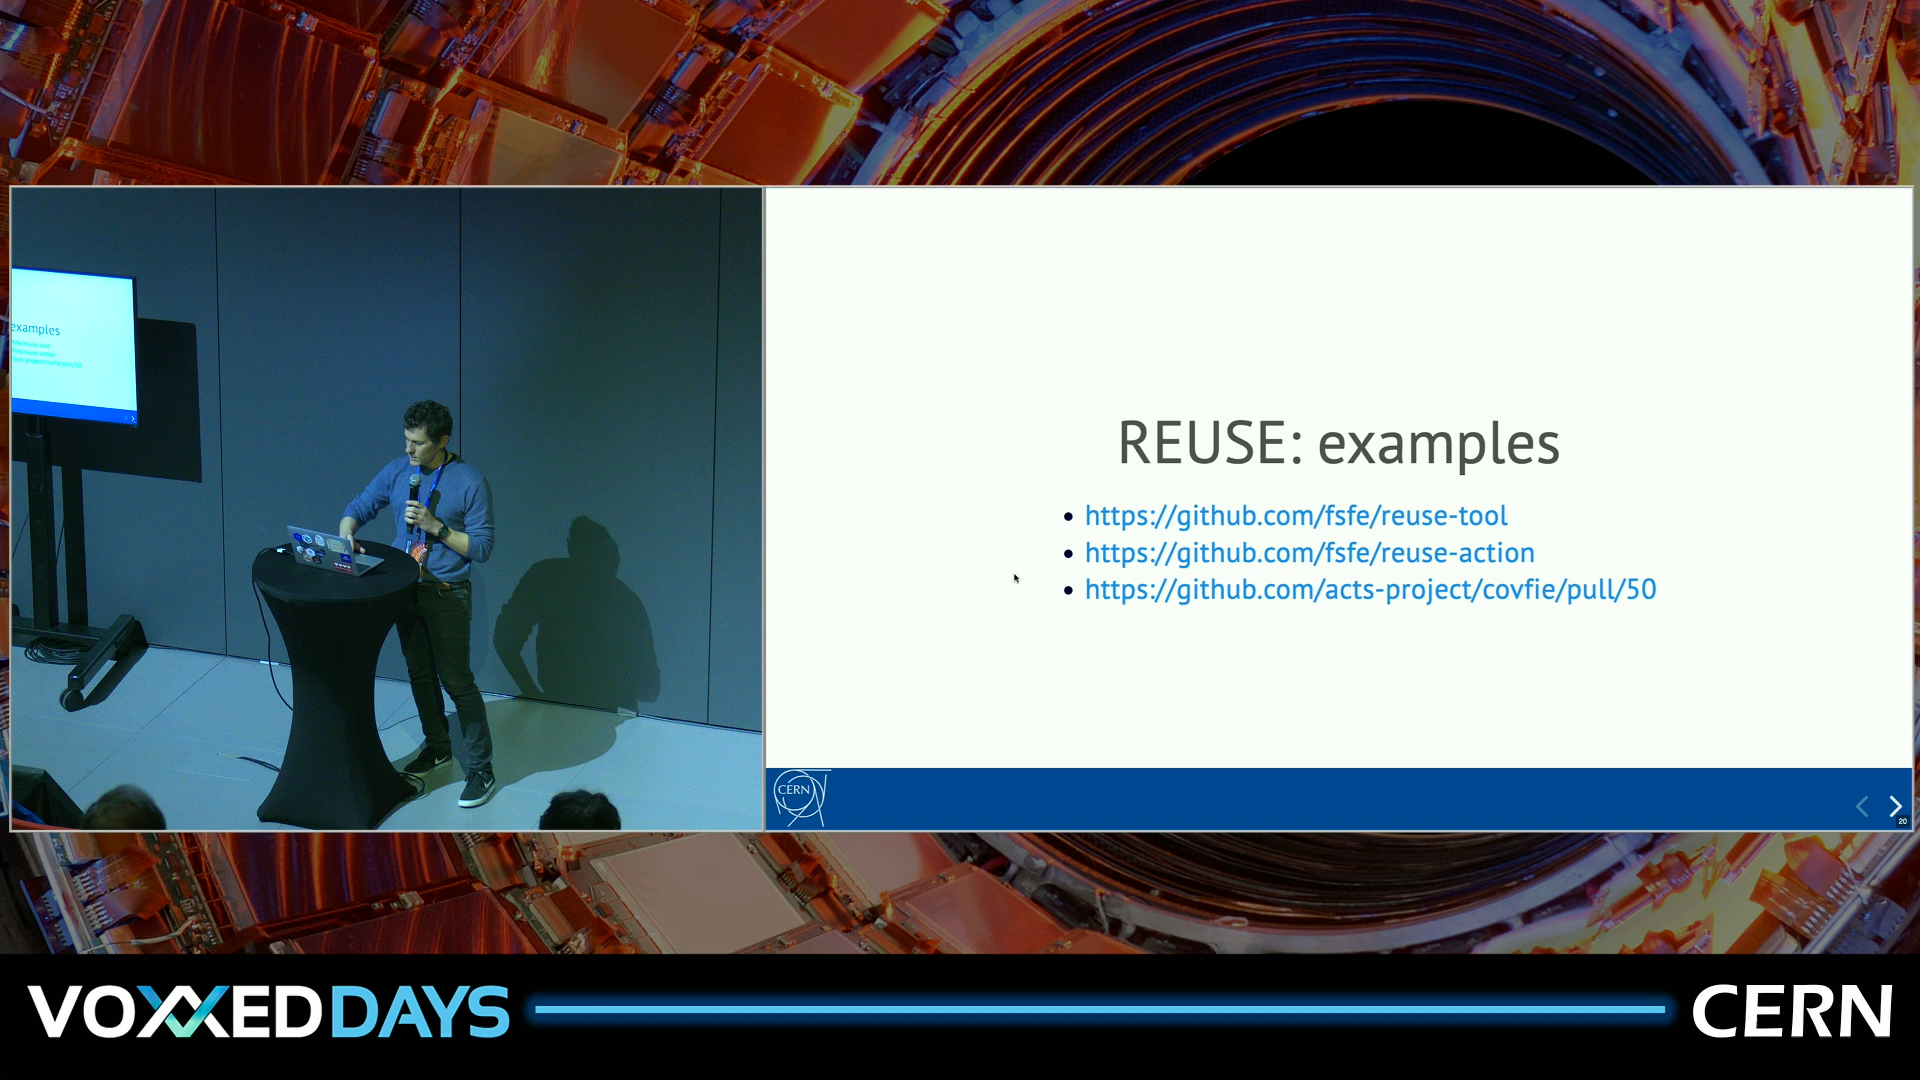 examples
REUSE: examples
https://github.com/fsfe/reuse-tool
https://github.com/fsfe/reuse-action
https://github.com/acts-project/covfie/pull/50
CERN
20
VOXXEDDAYS
CERN